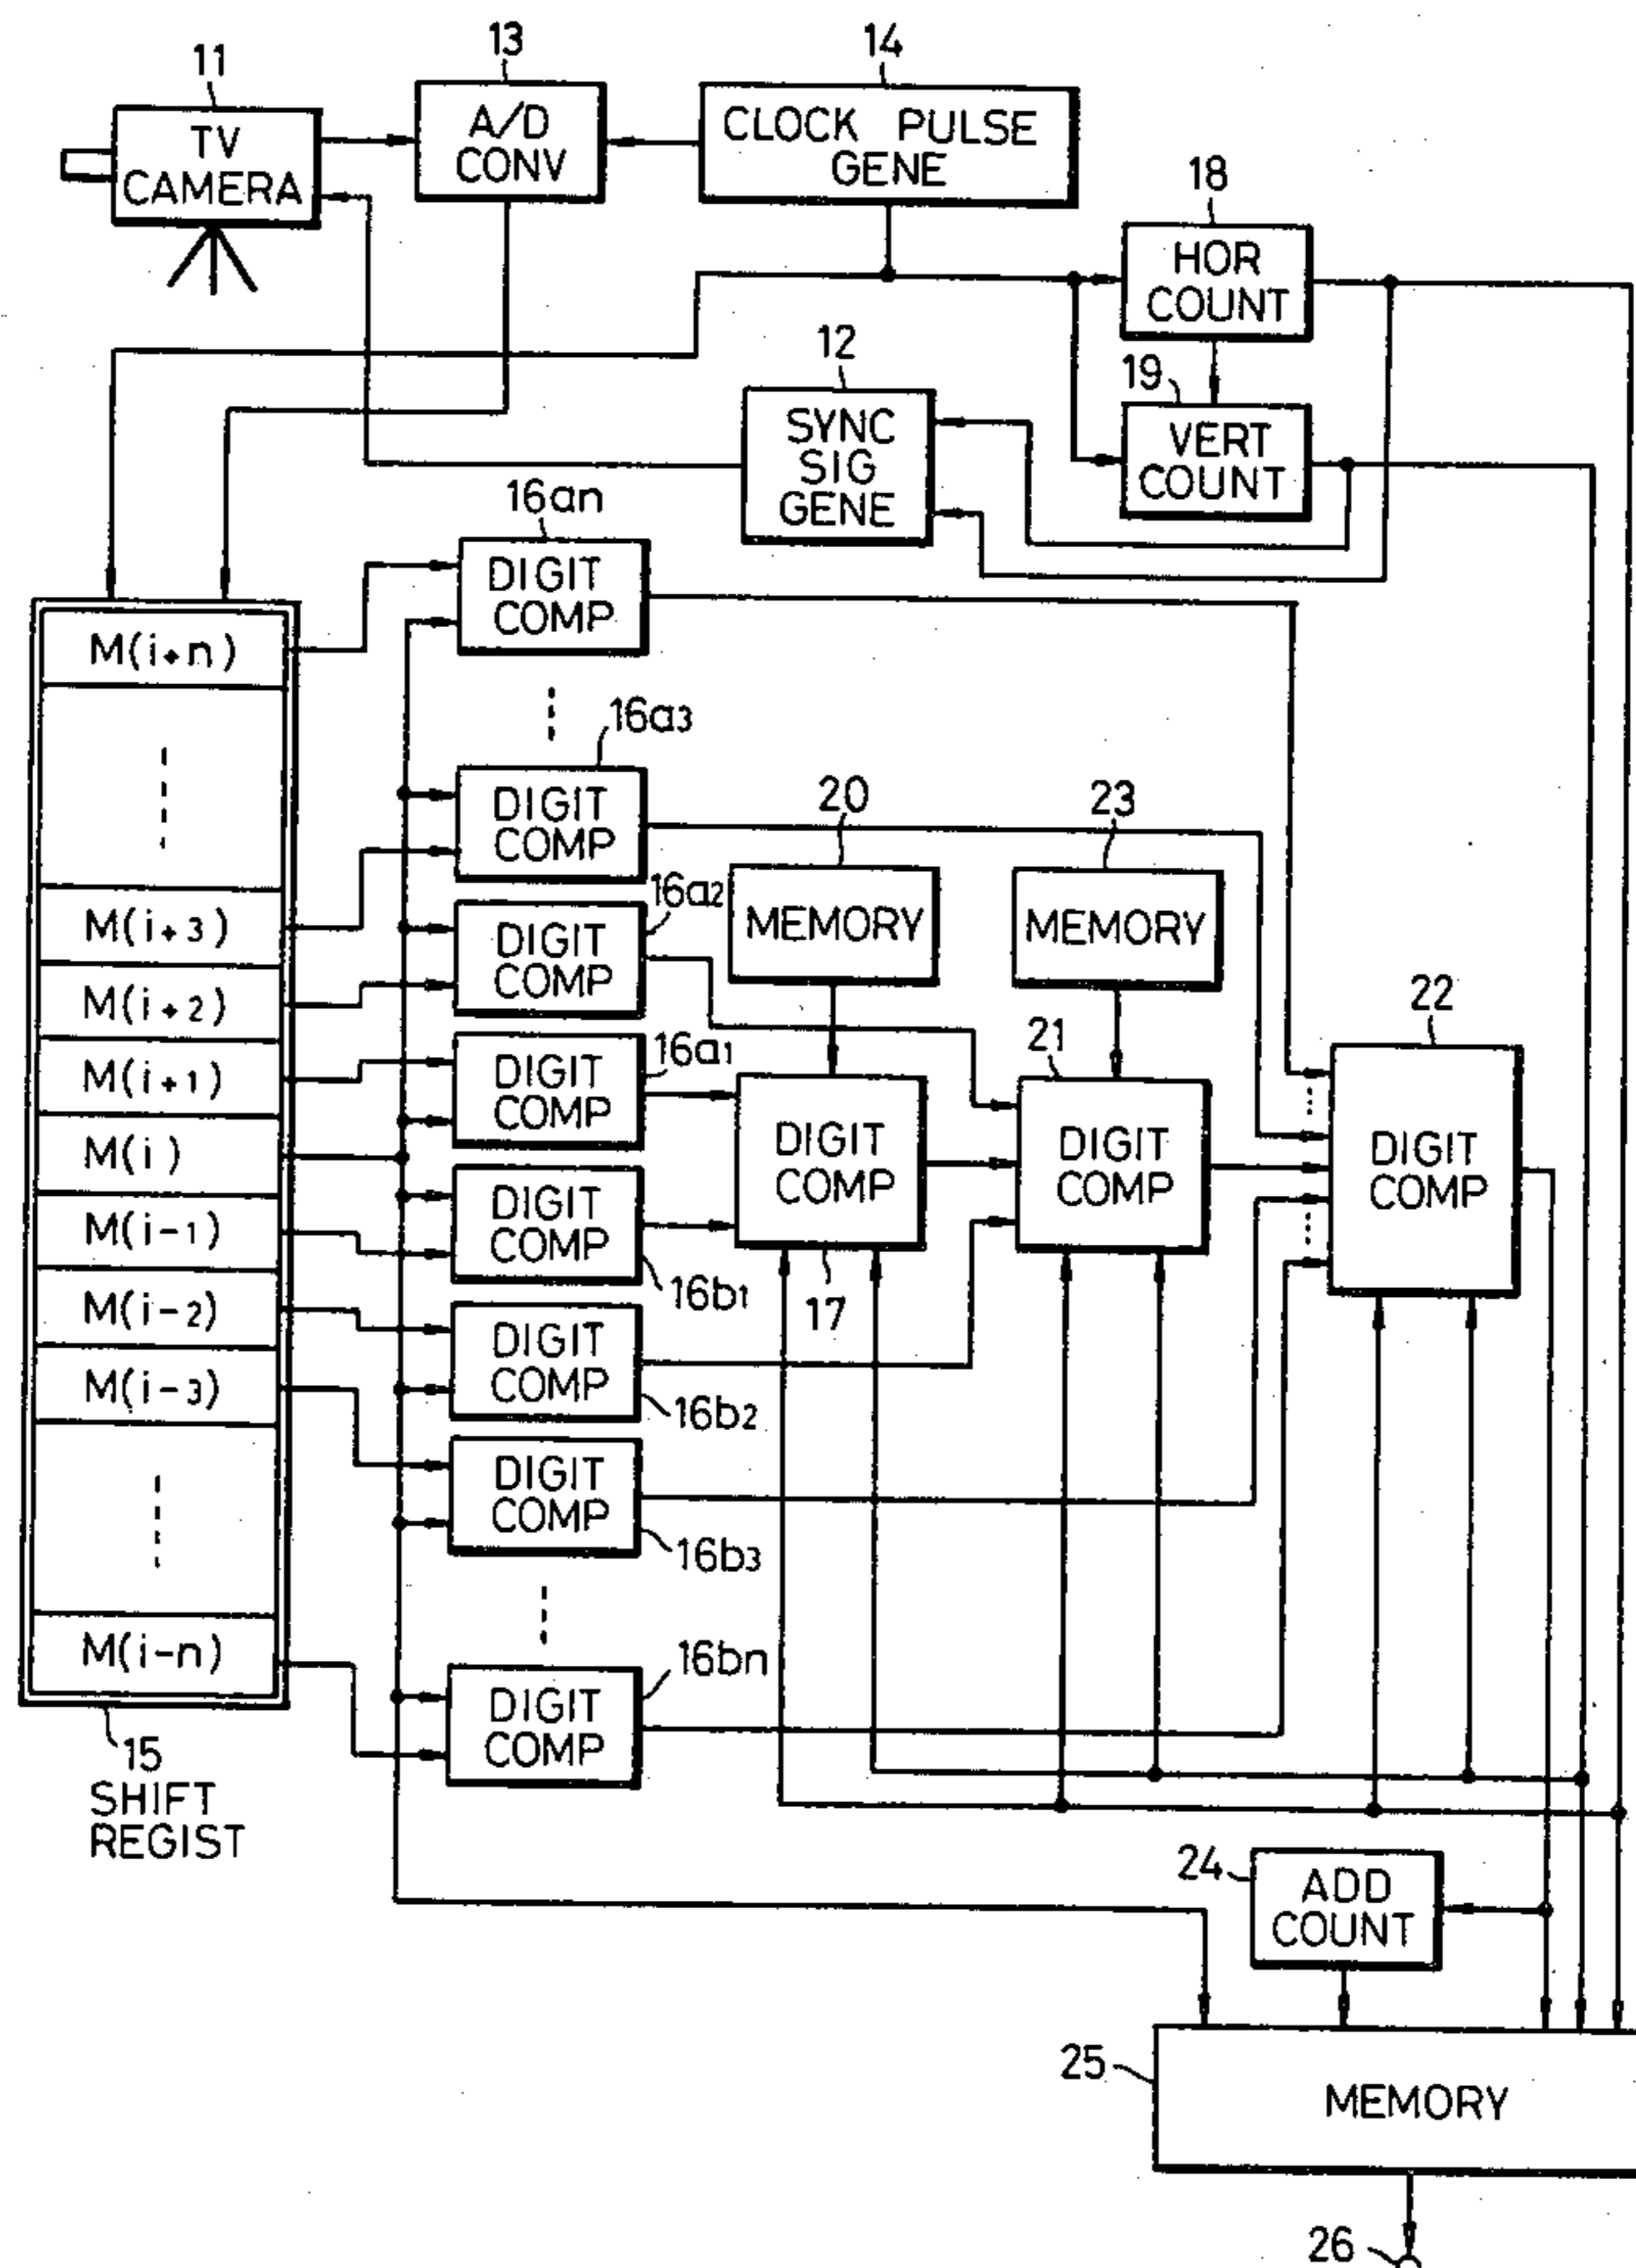 11
13
14
TV
CAMERA
A/D
CONV
CLOCK PULSE
GENE
18
HOR
COUNT
12
19
SYNC
SIG
GENE
VERT
COUNT
16an
DIGIT
COMP
M(i+n)
16a3
DIGIT
COMP
20
23
M(i+3)
16a2
DIGIT
COMP
MEMORY
MEMORY
M(i+2)
22
M(i+1)
16a1
DIGIT
COMP
21
M(i)
DIGIT
COMP
DIGIT
COMP
DIGIT
COMP
M(i-1)
DIGIT
COMP
16b1
17
M(i-2)
DIGIT
COMP
16b2
M(i-3)
DIGIT
COMP
16b3
M(i-n)
16bn
DIGIT
COMP
15
SHIFT
REGIST
24
ADD
COUNT
25
MEMORY
26